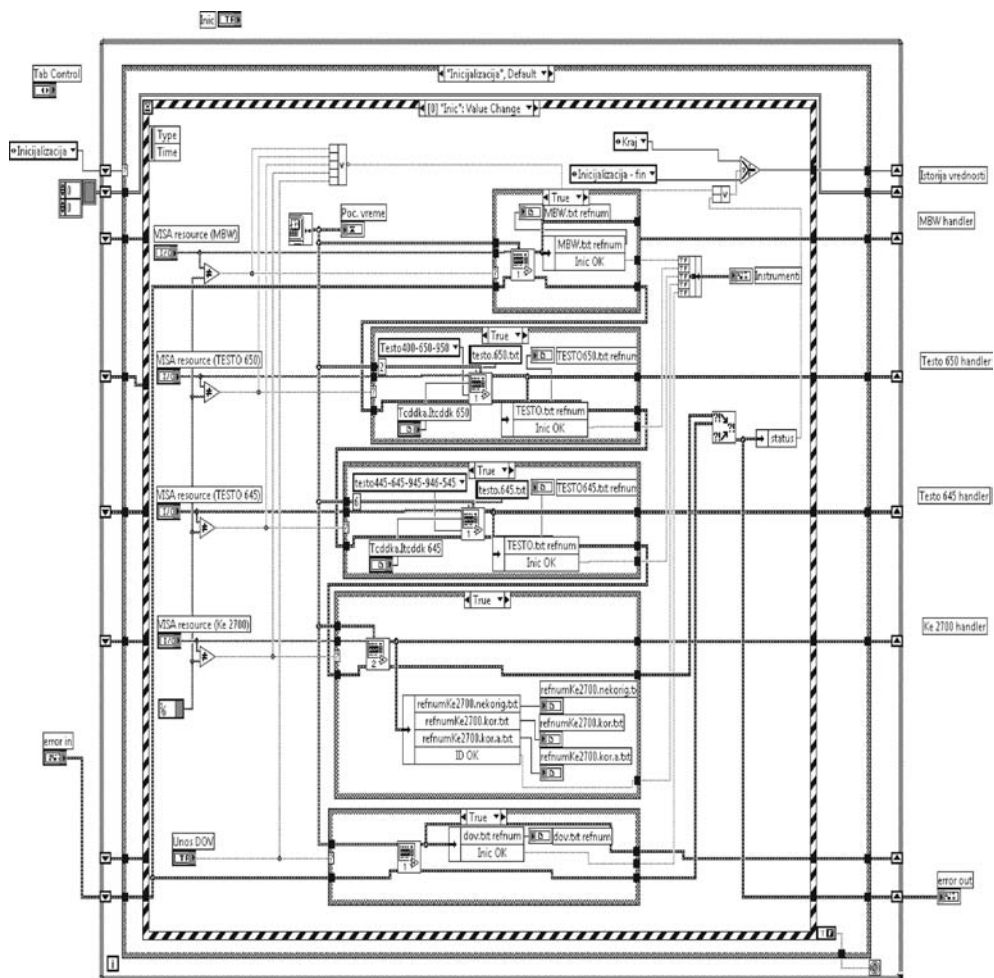 Inic
Tab Control
"Inicijalizacija", Default
[0] "Inic": Value Change
Type
Time
Inicijalizacija
Kraj
Inicijalizacija - fin
Istorija vrednosti
True
MBW.txt refnum
Poc. vreme
MBW handler
VISA resource (MBW)
MBW.txt refnum
Inic OK
Instrumenti
True
Testo400-650-950
testo.650.txt
TESTO650.txt refnum
VISA resource (TESTO 650)
Testo 650 handler
2
TESTO.txt refnum
Inic OK
status
True
testo445-645-945-946-545
testo.645.txt
TESTO645.txt refnum
VISA resource (TESTO 645)
Testo 645 handler
6
TESTO.txt refnum
Inic OK
True
VISA resource (Ke 2700)
Ke 2700 handler
refnumKe2700.nekorig.txt
refnumKe2700.nekorig.txt
refnumKe2700.kor.txt
refnumKe2700.kor.txt
refnumKe2700.kor.a.txt
refnumKe2700.kor.a.txt
ID OK
error in
True
Unos DOV
dov.txt refnum
dov.txt refnum
Inic OK
error out
i